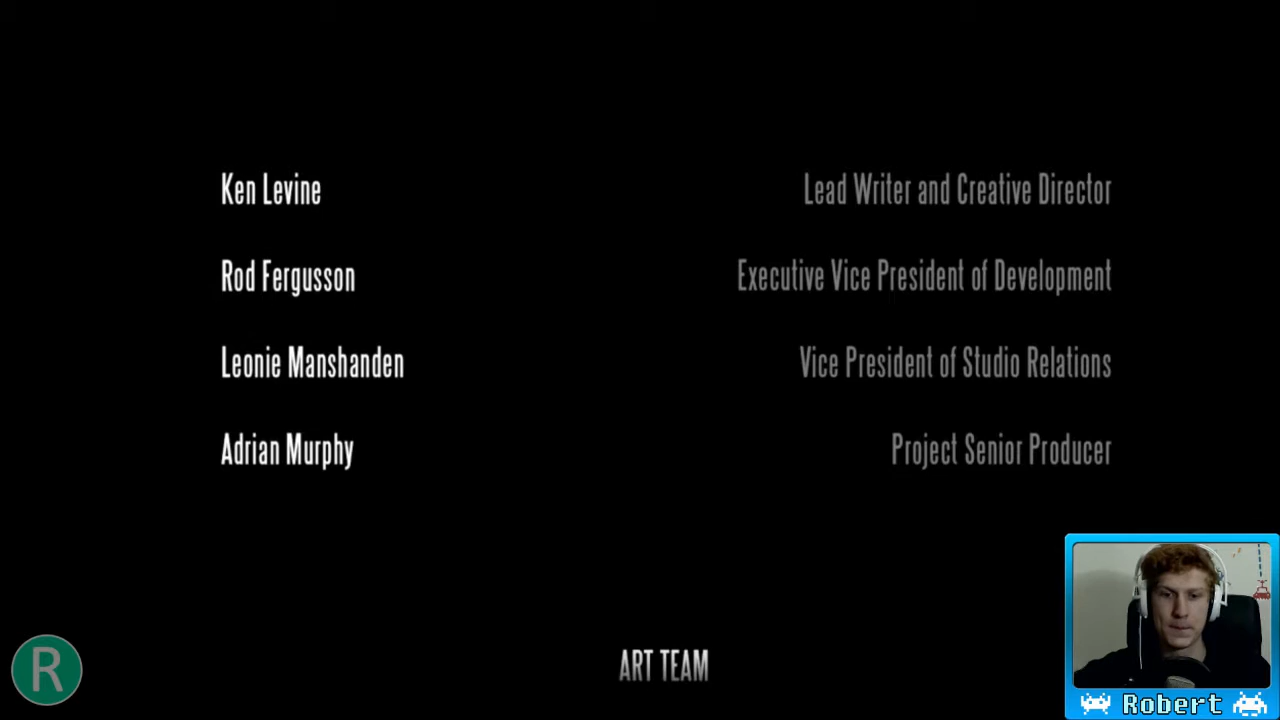 Ken Levine Lead Writer and Creative Director
Rod Fergusson Executive Vice President of Development
Leonie Manshanden Vice President of Studio Relations
Adrian Murphy Project Senior Producer
ART TEAM
R
Robert